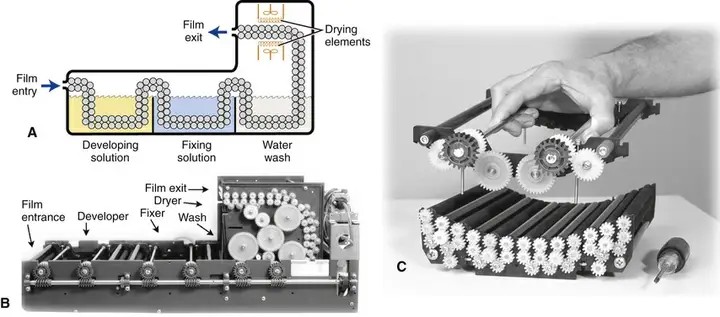 Film
exit
Drying
elements
Film
entry
A
Developing
solution
Fixing
solution
Water
wash
Film exit
Dryer
Film
entrance
Developer
Fixer
Wash
B
C